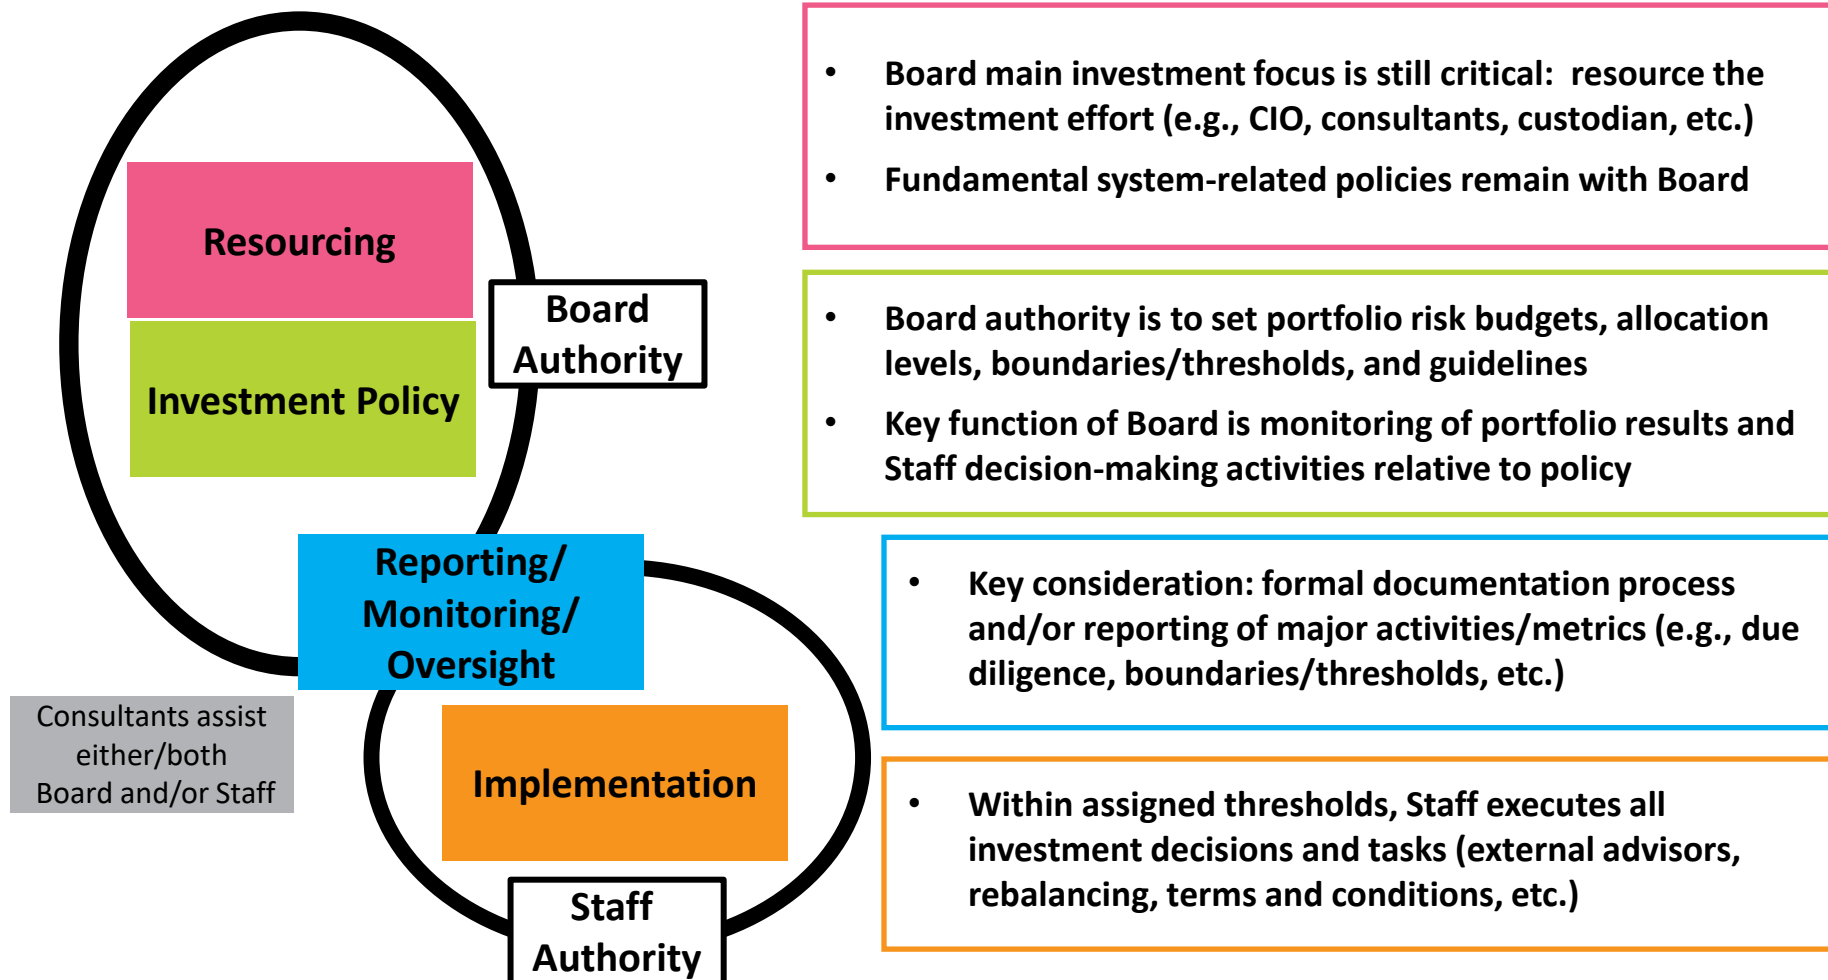 Resourcing
Investment Policy
Board
Authority
Reporting/
Monitoring/
Oversight
Consultants assist
either/both
Board and/or Staff
Implementation
Staff
Authority
• Board main investment focus is still critical: resource the
investment effort (e.g., CIO, consultants, custodian, etc.)
• Fundamental system-related policies remain with Board
• Board authority is to set portfolio risk budgets, allocation
levels, boundaries/thresholds, and guidelines
• Key function of Board is monitoring of portfolio results and
Staff decision-making activities relative to policy
• Key consideration: formal documentation process
and/or reporting of major activities/metrics (e.g., due
diligence, boundaries/thresholds, etc.)
• Within assigned thresholds, Staff executes all
investment decisions and tasks (external advisors,
rebalancing, terms and conditions, etc.)